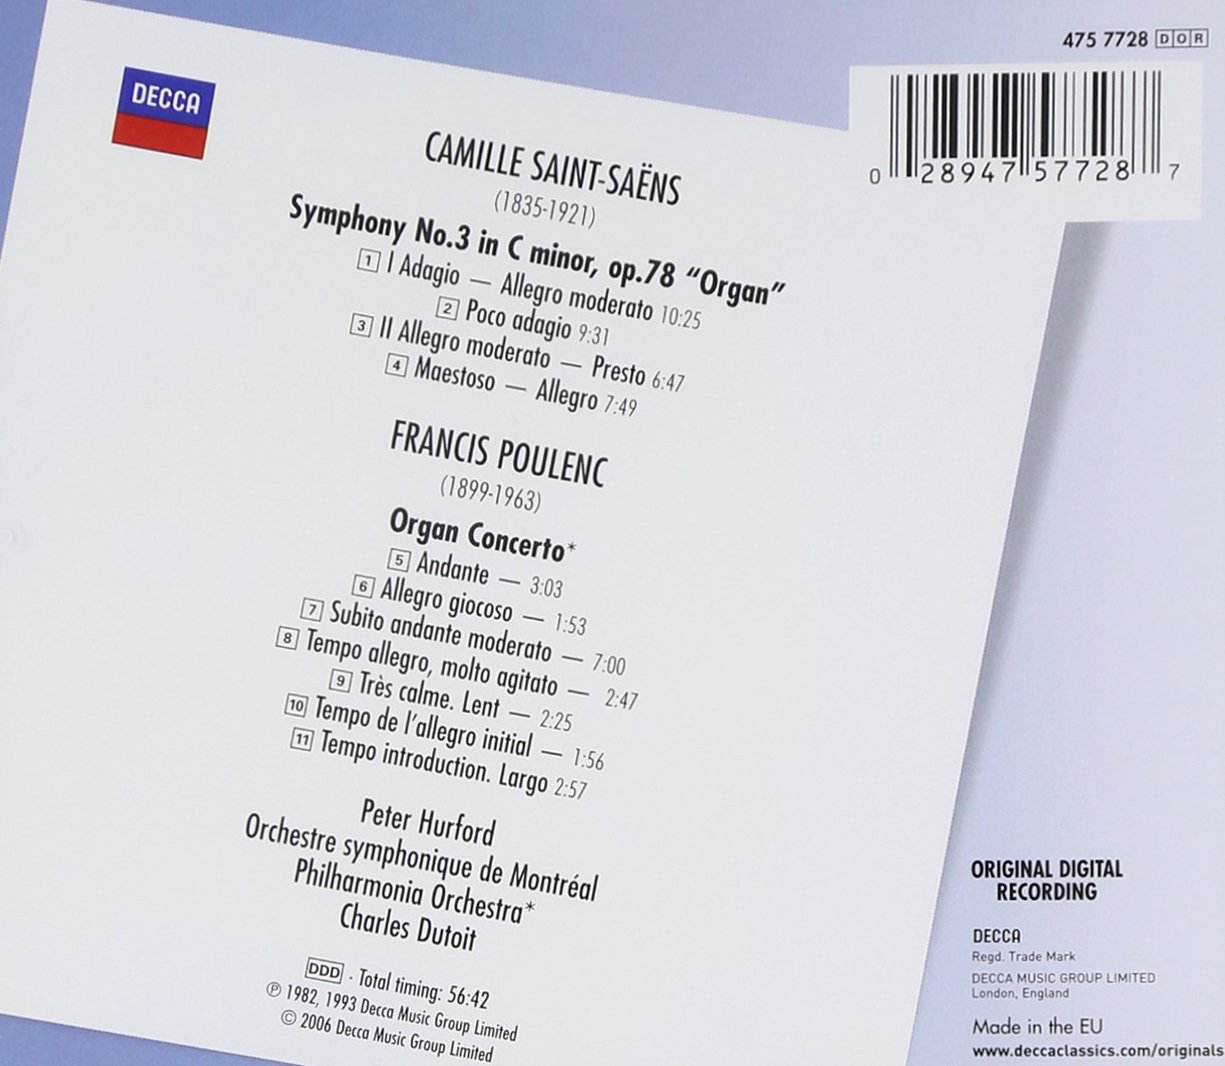 475 7728 DOR
0 28947 57728 7
DECCA
CAMILLE SAINT-SAËNS
(1835-1921)
Symphony No.3 in C minor, op.78 “Organ”
1 I Adagio — Allegro moderato 10:25
2 Poco adagio 9:31
3 II Allegro moderato — Presto 6:47
4 Maestoso — Allegro 7:49
FRANCIS POULENC
(1899-1963)
Organ Concerto*
5 Andante — 3:03
6 Allegro giocoso — 1:53
7 Subito andante moderato — 7:00
8 Tempo allegro, molto agitato — 2:47
9 Très calme. Lent — 2:25
10 Tempo de l’allegro initial — 1:56
11 Tempo introduction. Largo 2:57
Peter Hurford
Orchestre symphonique de Montréal
Philharmonia Orchestra*
Charles Dutoit
DDD · Total timing: 56:42
℗ 1982, 1993 Decca Music Group Limited
© 2006 Decca Music Group Limited
ORIGINAL DIGITAL
RECORDING
DECCA
Regd. Trade Mark
DECCA MUSIC GROUP LIMITED
London, England
Made in the EU
www.deccaclassics.com/originals